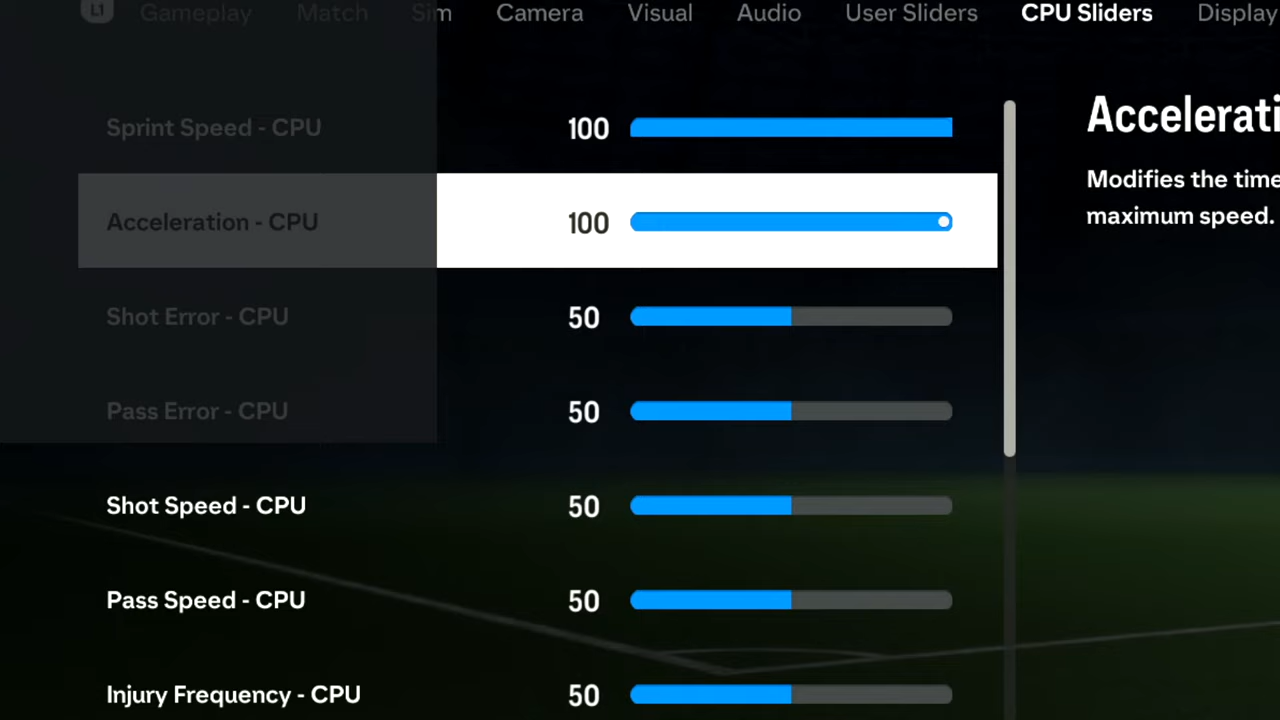 L1 Gameplay Match Sim Camera Visual Audio User Sliders CPU Sliders Display
Sprint Speed - CPU 100
Accelerati
Acceleration - CPU 100
Modifies the time
maximum speed.
Shot Error - CPU 50
Pass Error - CPU 50
Shot Speed - CPU 50
Pass Speed - CPU 50
Injury Frequency - CPU 50